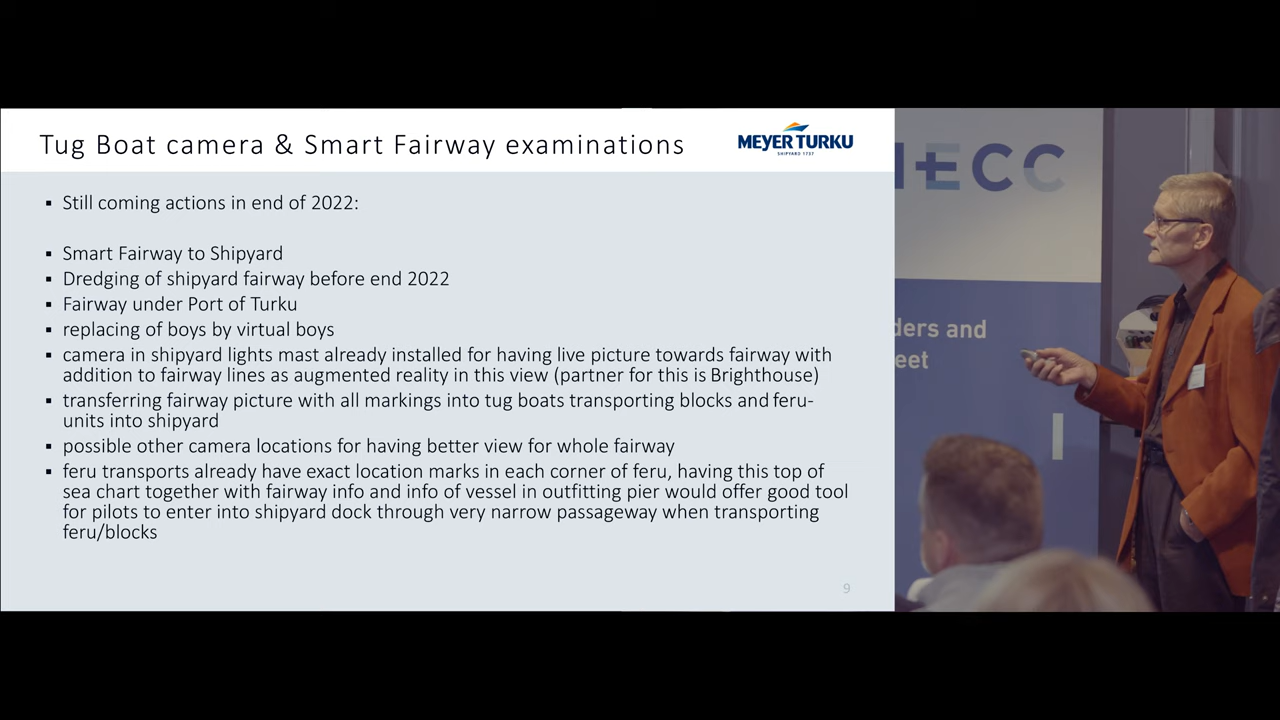 Tug Boat camera & Smart Fairway examinations
MEYER TURKU
SHIPYARD 1737
▪ Still coming actions in end of 2022:
▪ Smart Fairway to Shipyard
▪ Dredging of shipyard fairway before end 2022
▪ Fairway under Port of Turku
▪ replacing of boys by virtual boys
▪ camera in shipyard lights mast already installed for having live picture towards fairway with
addition to fairway lines as augmented reality in this view (partner for this is Brighthouse)
▪ transferring fairway picture with all markings into tug boats transporting blocks and feru-
units into shipyard
▪ possible other camera locations for having better view for whole fairway
▪ feru transports already have exact location marks in each corner of feru, having this top of
sea chart together with fairway info and info of vessel in outfitting pier would offer good tool
for pilots to enter into shipyard dock through very narrow passageway when transporting
feru/blocks
9
ECC
ders and
eet